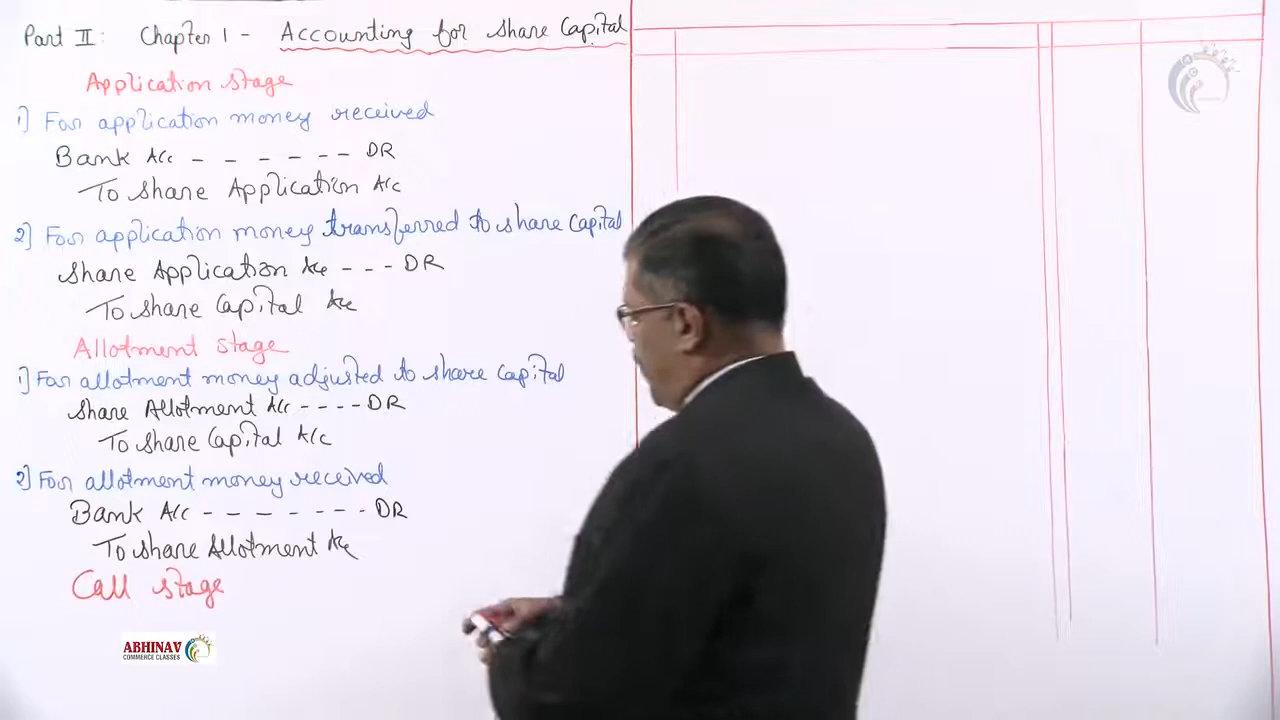 Part II: Chapter 1 - Accounting for Share Capital
Application stage
1) For application money received
Bank A/c - - - - - - DR
To Share Application A/c
2) For application money transferred to share Capital
Share Application A/c - - - DR
To Share Capital A/c
Allotment stage
1) For allotment money adjusted to share capital
Share Allotment A/c - - - - DR
To Share Capital A/c
2) For allotment money received
Bank A/c - - - - - - - DR
To Share Allotment A/c
Call stage
ABHINAV
COMMERCE CLASSES